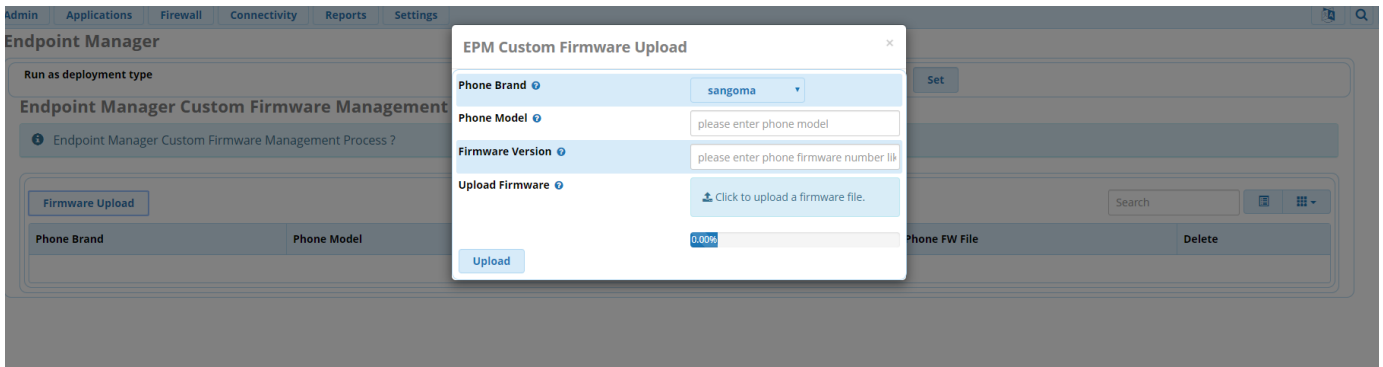 Admin Applications Firewall Connectivity Reports Settings
Endpoint Manager
Run as deployment type
Set
Endpoint Manager Custom Firmware Management
Endpoint Manager Custom Firmware Management Process ?
Firmware Upload
Search
Phone Brand Phone Model Phone FW File Delete
EPM Custom Firmware Upload ×
Phone Brand
sangoma
Phone Model
please enter phone model
Firmware Version
please enter phone firmware number lik
Upload Firmware
Click to upload a firmware file.
0.00%
Upload